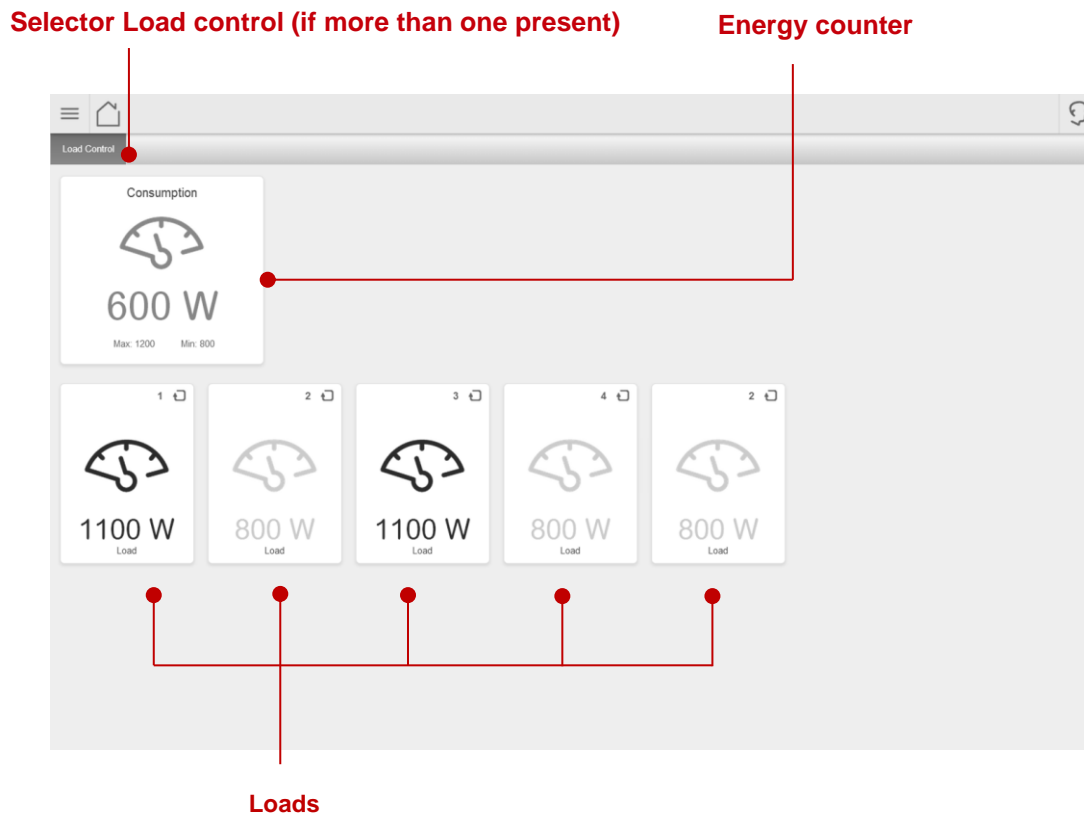 Selector Load control (if more than one present)
Energy counter
Load Control
Consumption
600 W
Max: 1200 Min: 800
1
2
3
4
2
1100 W
800 W
1100 W
800 W
800 W
Load
Load
Load
Load
Load
Loads